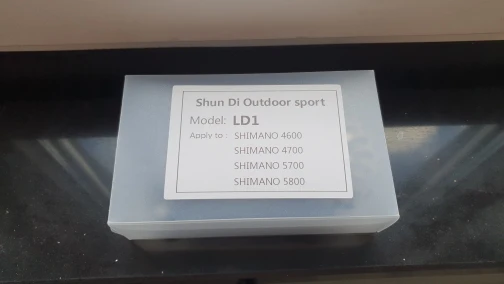 Shun Di Outdoor sport
Model: LD1
Apply to : SHIMANO 4600
SHIMANO 4700
SHIMANO 5700
SHIMANO 5800